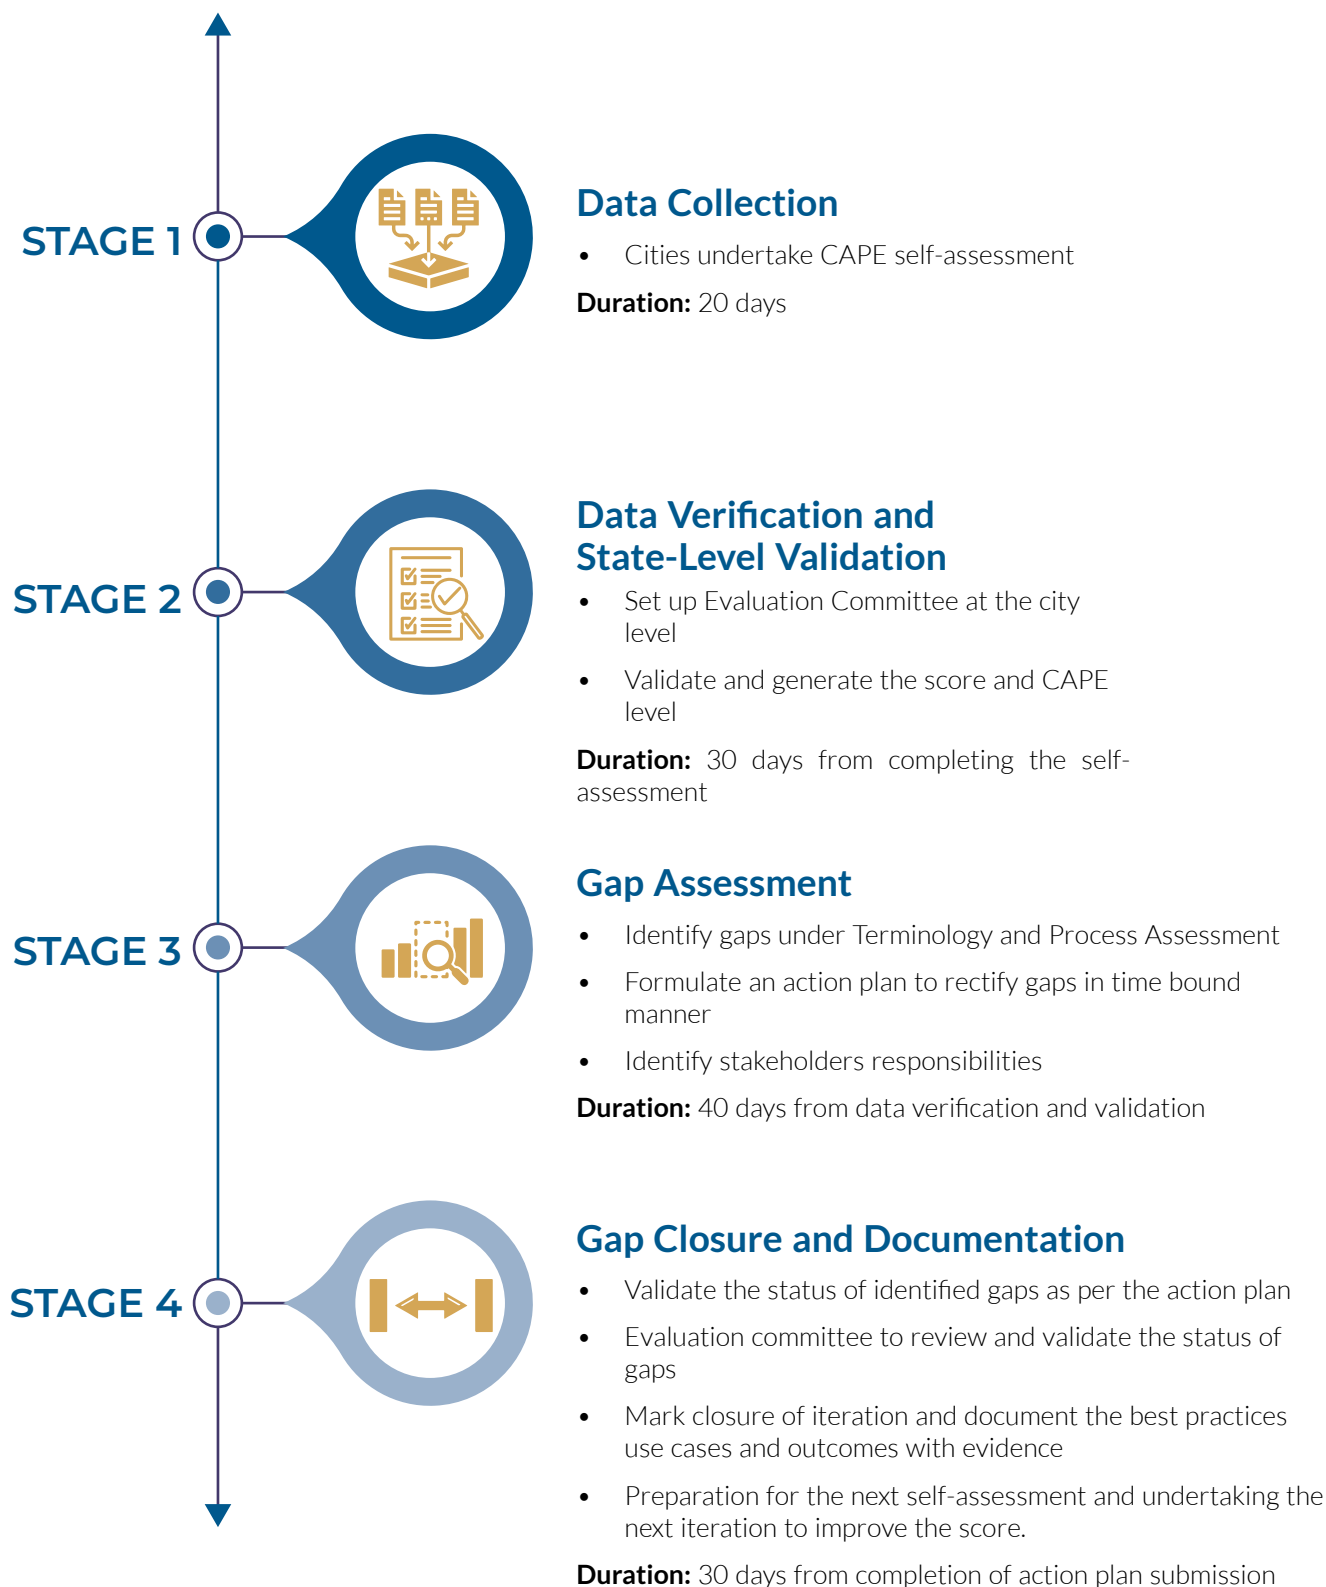 STAGE 1
Data Collection
• Cities undertake CAPE self-assessment
Duration: 20 days
STAGE 2
Data Verification and
State-Level Validation
• Set up Evaluation Committee at the city
level
• Validate and generate the score and CAPE
level
Duration: 30 days from completing the self-
assessment
STAGE 3
Gap Assessment
• Identify gaps under Terminology and Process Assessment
• Formulate an action plan to rectify gaps in time bound
manner
• Identify stakeholders responsibilities
Duration: 40 days from data verification and validation
STAGE 4
Gap Closure and Documentation
• Validate the status of identified gaps as per the action plan
• Evaluation committee to review and validate the status of
gaps
• Mark closure of iteration and document the best practices
use cases and outcomes with evidence
• Preparation for the next self-assessment and undertaking the
next iteration to improve the score.
Duration: 30 days from completion of action plan submission